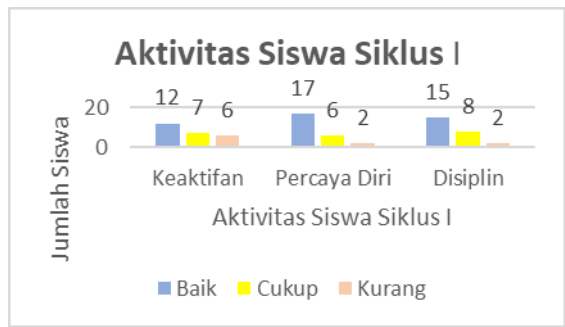 Aktivitas Siswa Siklus I
Jumlah Siswa
20
0
12 7 6 17 6 2 15 8 2
Keaktifan Percaya Diri Disiplin
Aktivitas Siswa Siklus I
Baik Cukup Kurang